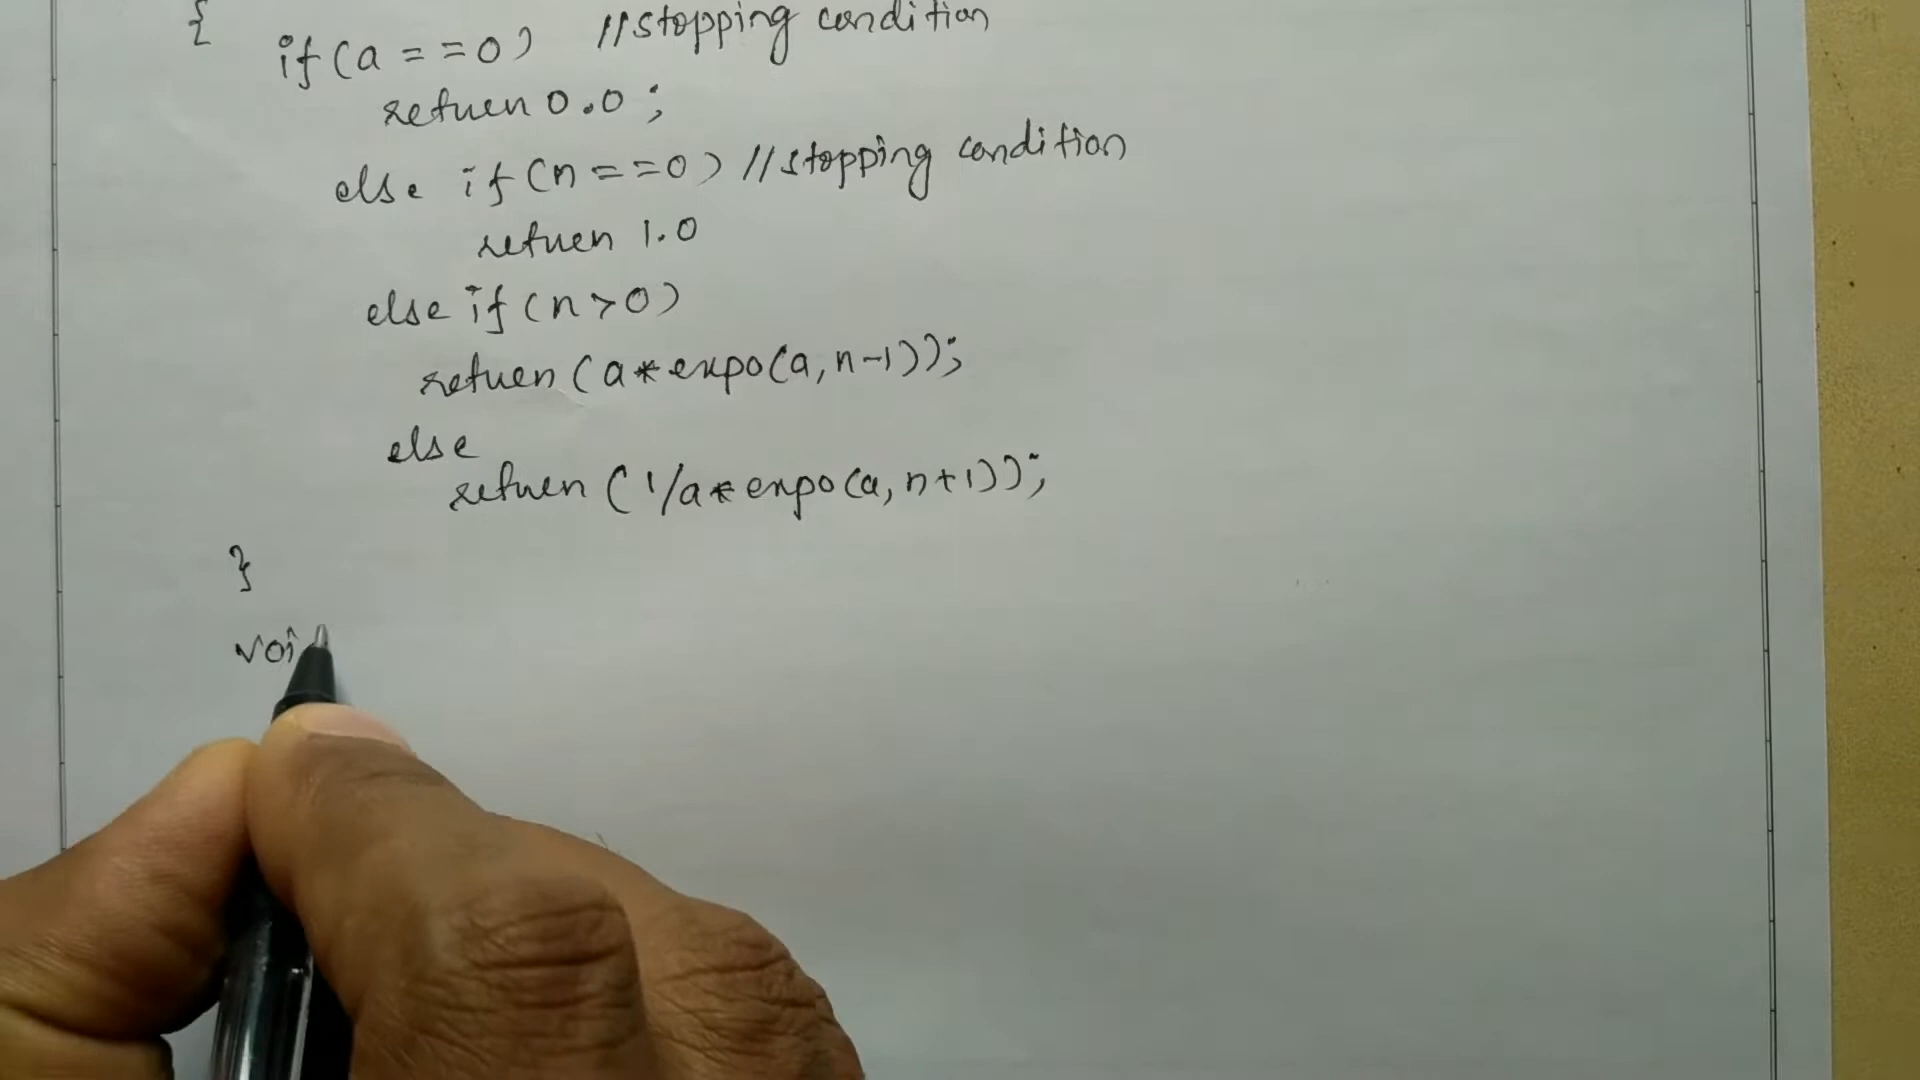 {
if(a==0) //stopping condition
return 0.0;
else if(n==0) //stopping condition
return 1.0
else if(n>0)
return(a*expo(a,n-1));
else
return(1/a*expo(a,n+1));
}
voi